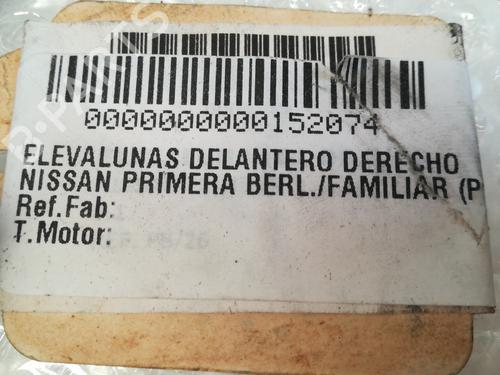 0000000000152074
ELEVALUNAS DELANTERO DERECHO
NISSAN PRIMERA BERL./FAMILIAR (P
Ref.Fab:
T.Motor: